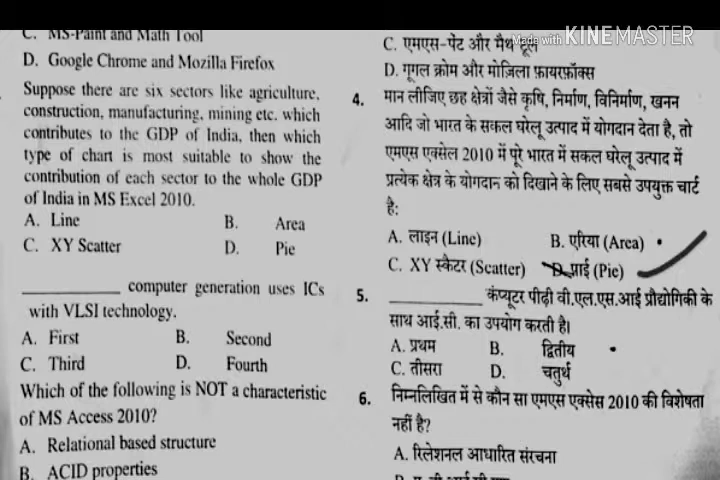 C. MS-Paint and Math Tool
D. Google Chrome and Mozilla Firefox
Suppose there are six sectors like agriculture,
construction, manufacturing, mining etc. which
contributes to the GDP of India, then which
type of chart is most suitable to show the
contribution of each sector to the whole GDP
of India in MS Excel 2010.
A. Line B. Area
C. XY Scatter D. Pie
________ computer generation uses ICs
with VLSI technology.
A. First B. Second
C. Third D. Fourth
Which of the following is NOT a characteristic
of MS Access 2010?
A. Relational based structure
B. ACID properties
Made with KINEMASTER
C. एमएस-पेंट और मैथ टूल
D. गूगल क्रोम और मोज़िला फ़ायरफ़ॉक्स
4. मान लीजिए छह क्षेत्रों जैसे कृषि, निर्माण, विनिर्माण, खनन
आदि जो भारत के सकल घरेलू उत्पाद में योगदान देता है, तो
एमएस एक्सेल 2010 में पूरे भारत में सकल घरेलू उत्पाद में
प्रत्येक क्षेत्र के योगदान को दिखाने के लिए सबसे उपयुक्त चार्ट
है:
A. लाइन (Line) B. एरिया (Area)
C. XY स्कैटर (Scatter) D. पाई (Pie)
5. ________ कंप्यूटर पीढ़ी वी.एल.एस.आई प्रौद्योगिकी के
साथ आई.सी. का उपयोग करती है।
A. प्रथम B. द्वितीय
C. तीसरा D. चतुर्थ
6. निम्नलिखित में से कौन सा एमएस एक्सेस 2010 की विशेषता
नहीं है?
A. रिलेशनल आधारित संरचना